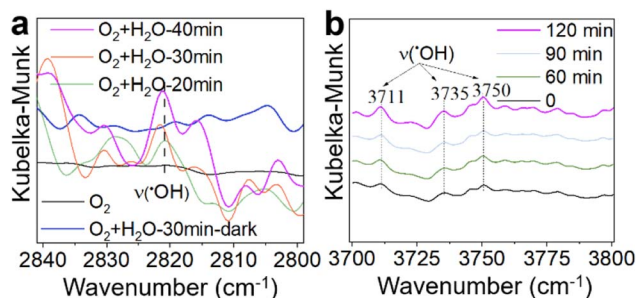 a
O₂+H₂O-40min
O₂+H₂O-30min
O₂+H₂O-20min
ν(•OH)
O₂
O₂+H₂O-30min-dark
Kubelka-Munk
2840 2830 2820 2810 2800
Wavenumber (cm⁻¹)
b
120 min
90 min
60 min
0
ν(•OH)
3711 3735 3750
Kubelka-Munk
3700 3725 3750 3775 3800
Wavenumber (cm⁻¹)